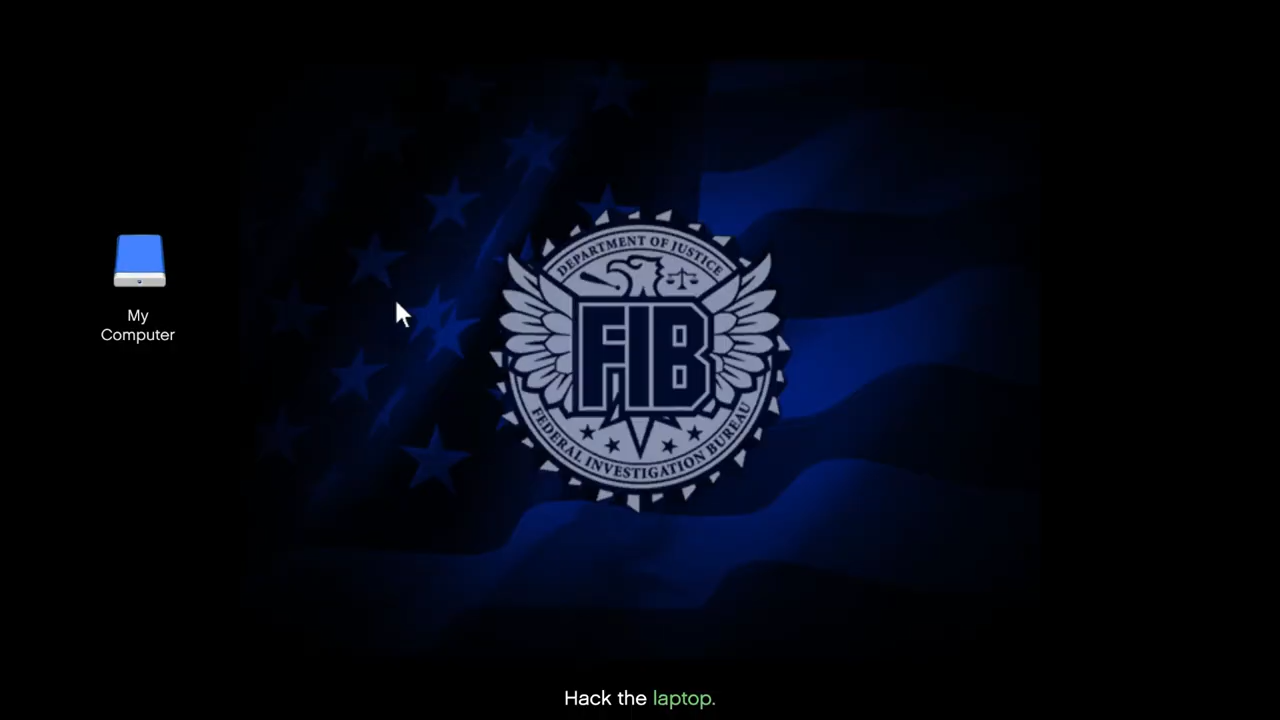 My
Computer
DEPARTMENT OF JUSTICE
FIB
FEDERAL INVESTIGATION BUREAU
Hack the laptop.